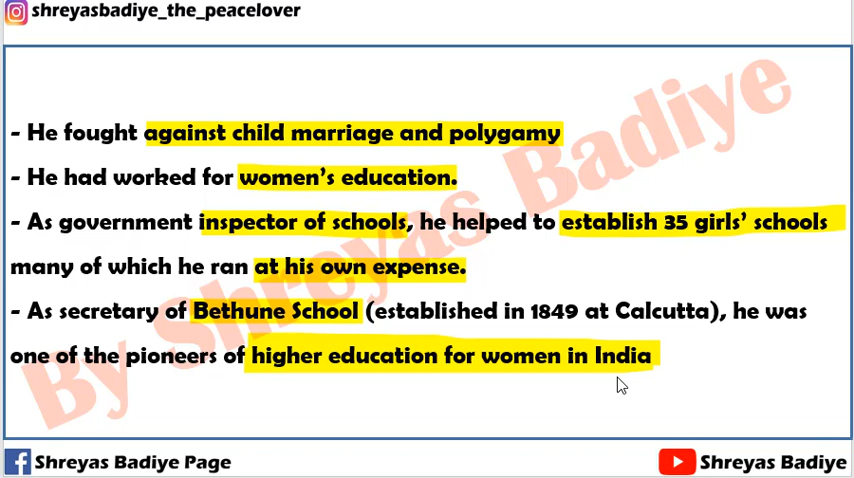 shreyasbadiye_the_peacelover
- He fought against child marriage and polygamy
- He had worked for women's education.
- As government inspector of schools, he helped to establish 35 girls' schools
many of which he ran at his own expense.
- As secretary of Bethune School (established in 1849 at Calcutta), he was
one of the pioneers of higher education for women in India
By Shreyas Badiye
Shreyas Badiye Page
Shreyas Badiye